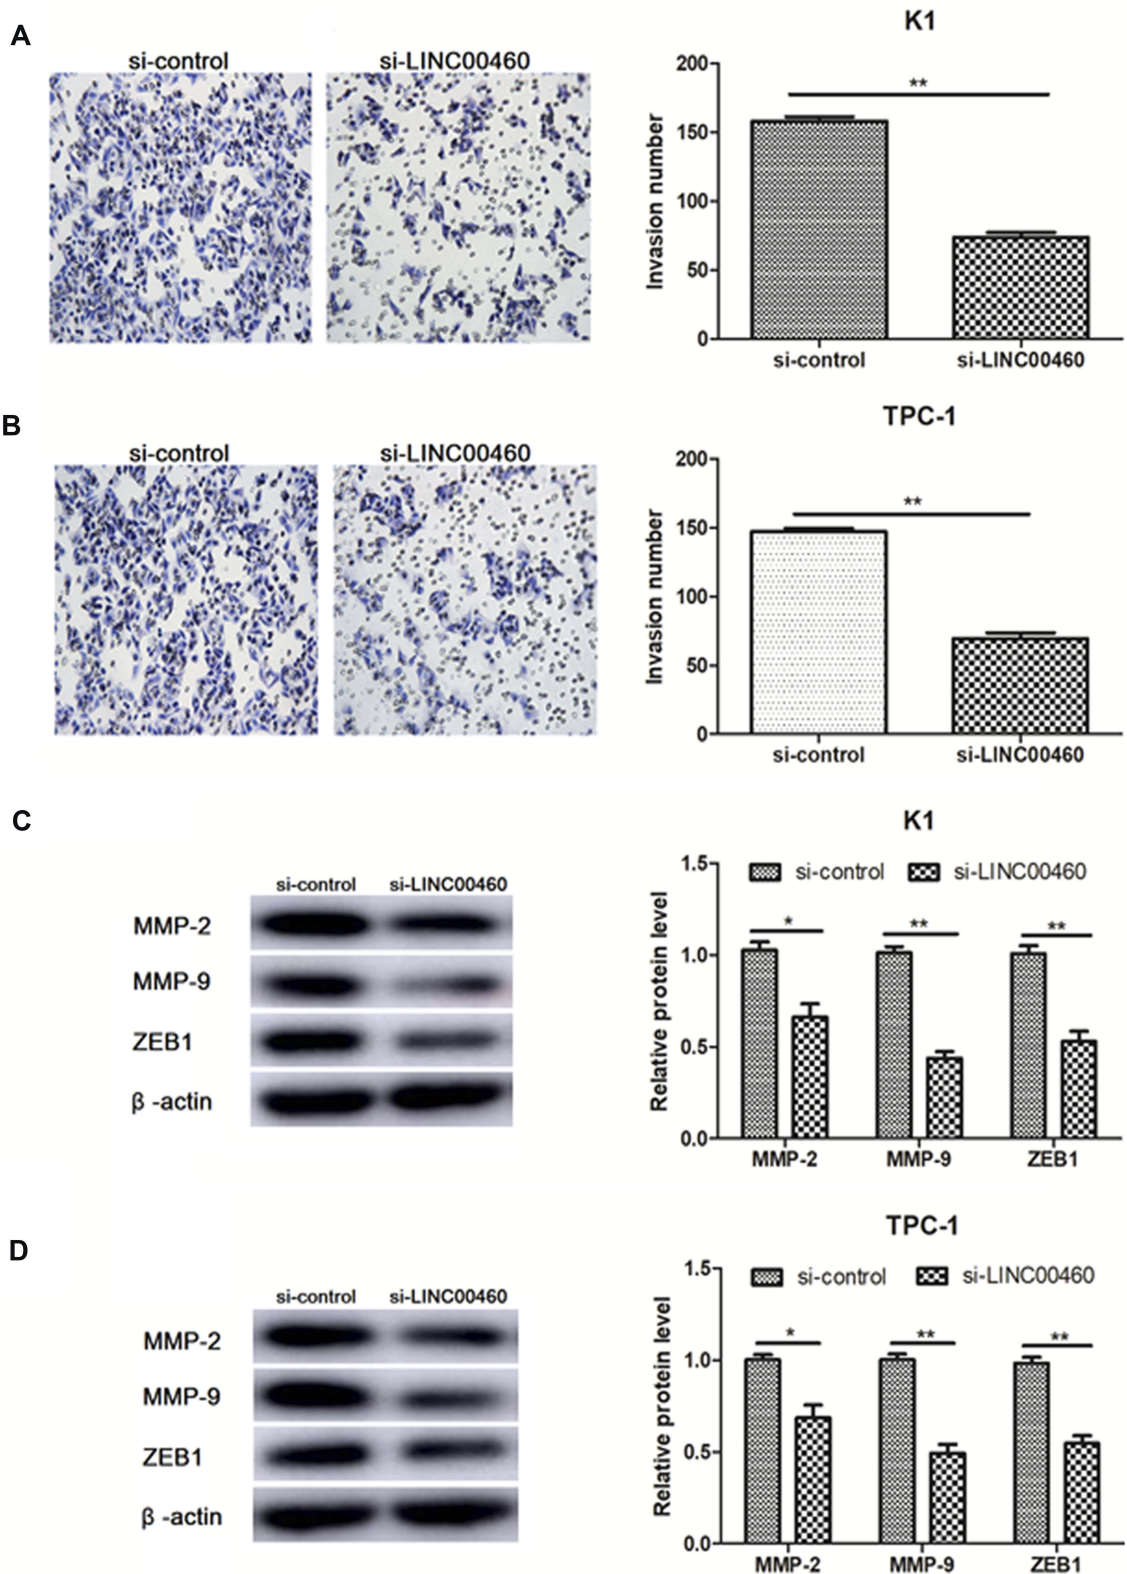 A
si-control si-LINC00460
K1
Invasion number
200
150
100
50
0
**
si-control si-LINC00460
B
si-control si-LINC00460
TPC-1
Invasion number
200
150
100
50
0
**
si-control si-LINC00460
C
si-control si-LINC00460
MMP-2
MMP-9
ZEB1
β -actin
K1
si-control si-LINC00460
Relative protein level
1.5
1.0
0.5
0.0
* ** **
MMP-2 MMP-9 ZEB1
D
si-control si-LINC00460
MMP-2
MMP-9
ZEB1
β -actin
TPC-1
si-control si-LINC00460
Relative protein level
1.5
1.0
0.5
0.0
* ** **
MMP-2 MMP-9 ZEB1